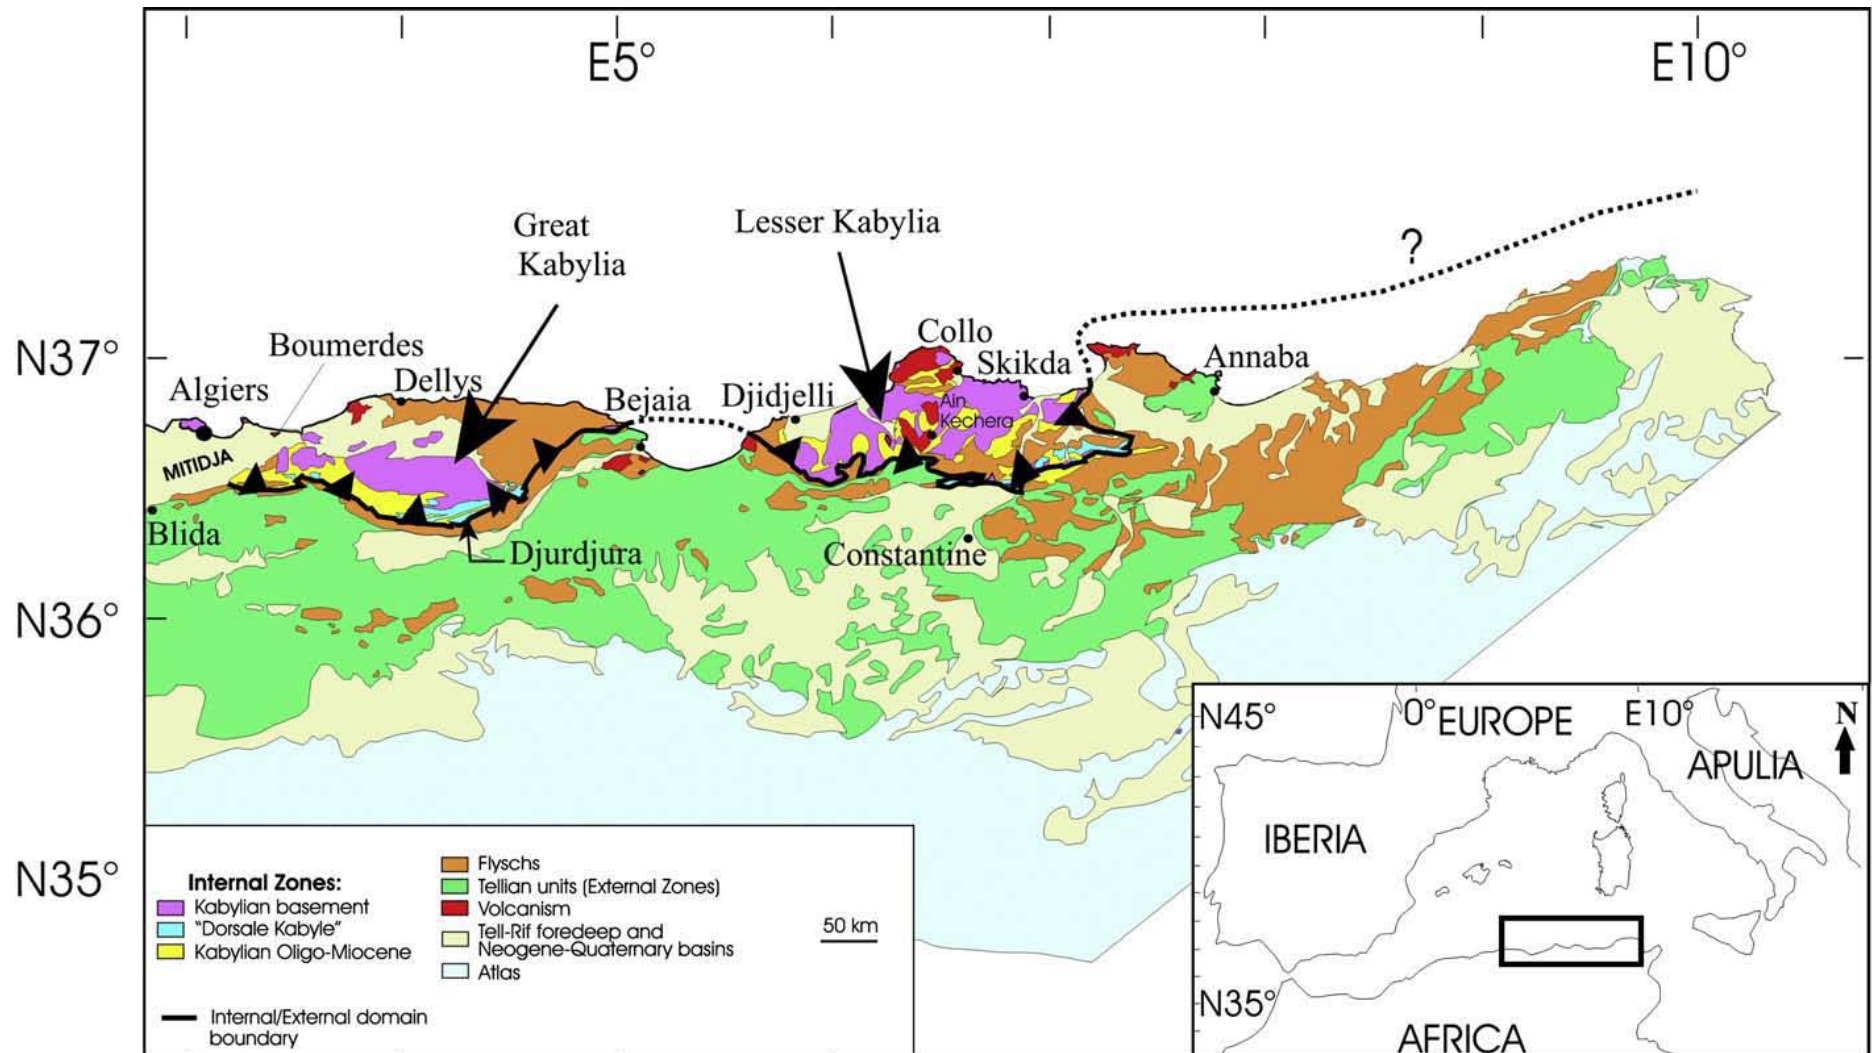 E5°
E10°
Great
Kabylia
Lesser Kabylia
?
Boumerdes
Collo
N37°
Skikda
Annaba
Algiers
Dellys
Bejaia
Djidjelli
Ain
Kechera
MITIDJA
Blida
Djurdjura
Constantine
N36°
N35°
Internal Zones:
Kabylian basement
"Dorsale Kabyle"
Kabylian Oligo-Miocene
Flyschs
Tellian units (External Zones)
Volcanism
Tell-Rif foredeep and
Neogene-Quaternary basins
Atlas
50 km
Internal/External domain
boundary
N45°
0°
EUROPE
E10°
N
APULIA
IBERIA
N35°
AFRICA